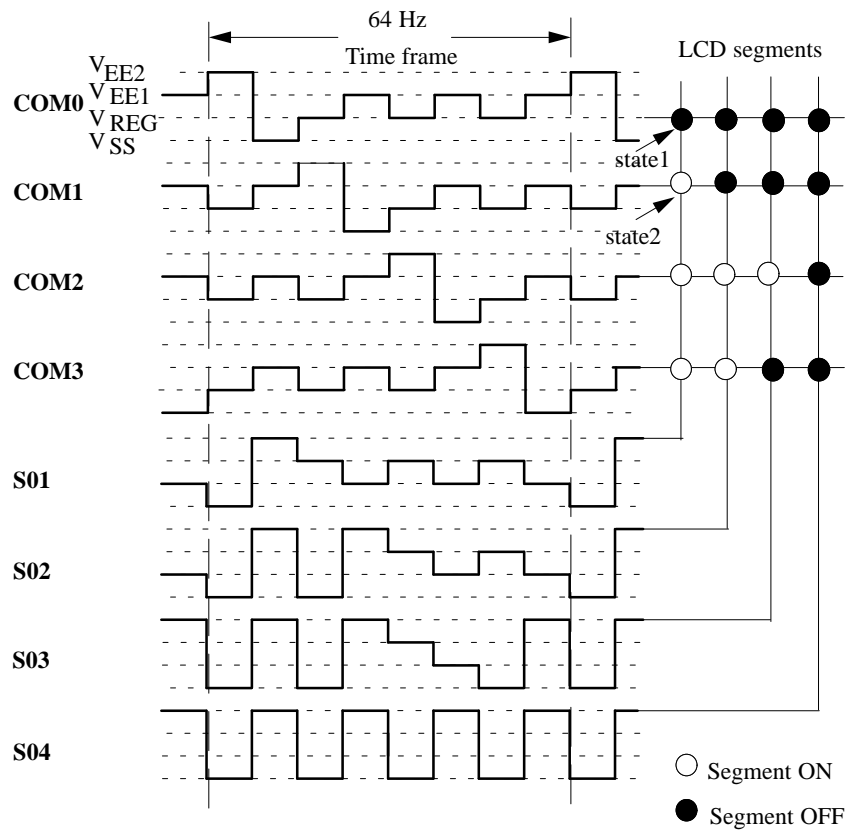 64 Hz
Time frame
LCD segments
VEE2
VEE1
COM0
VREG
VSS
state1
COM1
state2
COM2
COM3
S01
S02
S03
S04
Segment ON
Segment OFF